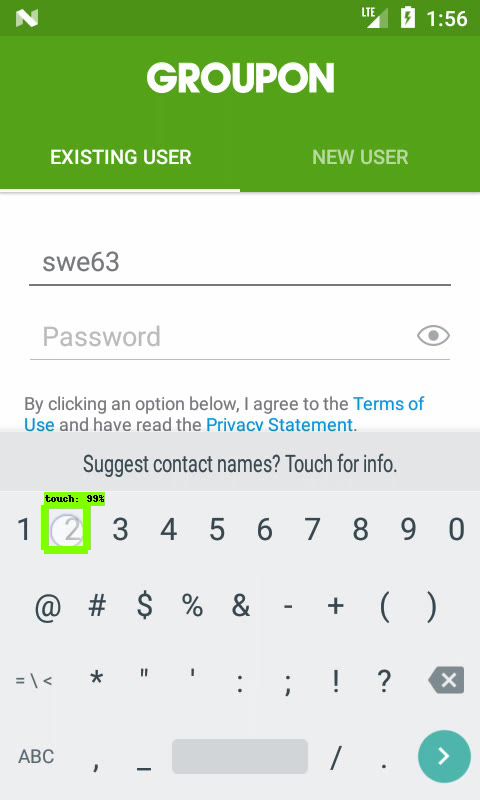 LTE 1:56
GROUPON
EXISTING USER NEW USER
swe63
Password
By clicking an option below, I agree to the Terms of
Use and have read the Privacy Statement.
Suggest contact names? Touch for info.
touch: 99%
1 2 3 4 5 6 7 8 9 0
@ # $ % & - + ( )
= \ < * " ' : ; ! ?
ABC , _ / .